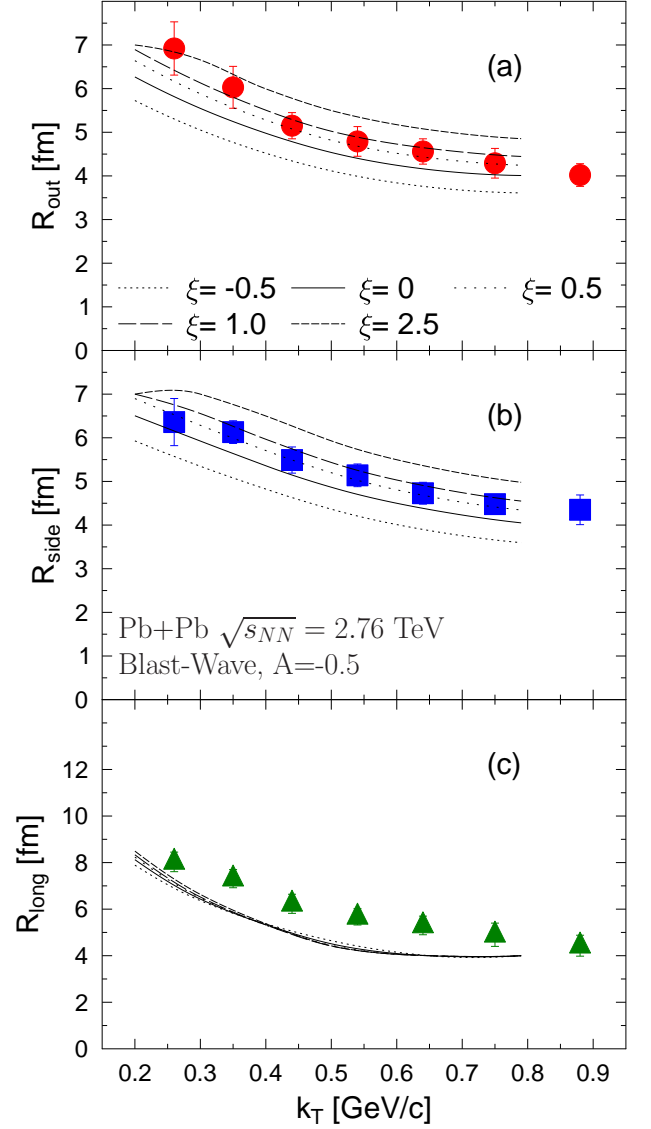 7
(a)
6
5
4
3
2
1
0
R_out [fm]
ξ= -0.5 ξ= 0 ξ= 0.5
ξ= 1.0 ξ= 2.5
7
(b)
6
5
4
3
2
1
0
R_side [fm]
Pb+Pb √s_NN = 2.76 TeV
Blast-Wave, A=-0.5
12
(c)
10
8
6
4
2
0
R_long [fm]
0.2 0.3 0.4 0.5 0.6 0.7 0.8 0.9
k_T [GeV/c]